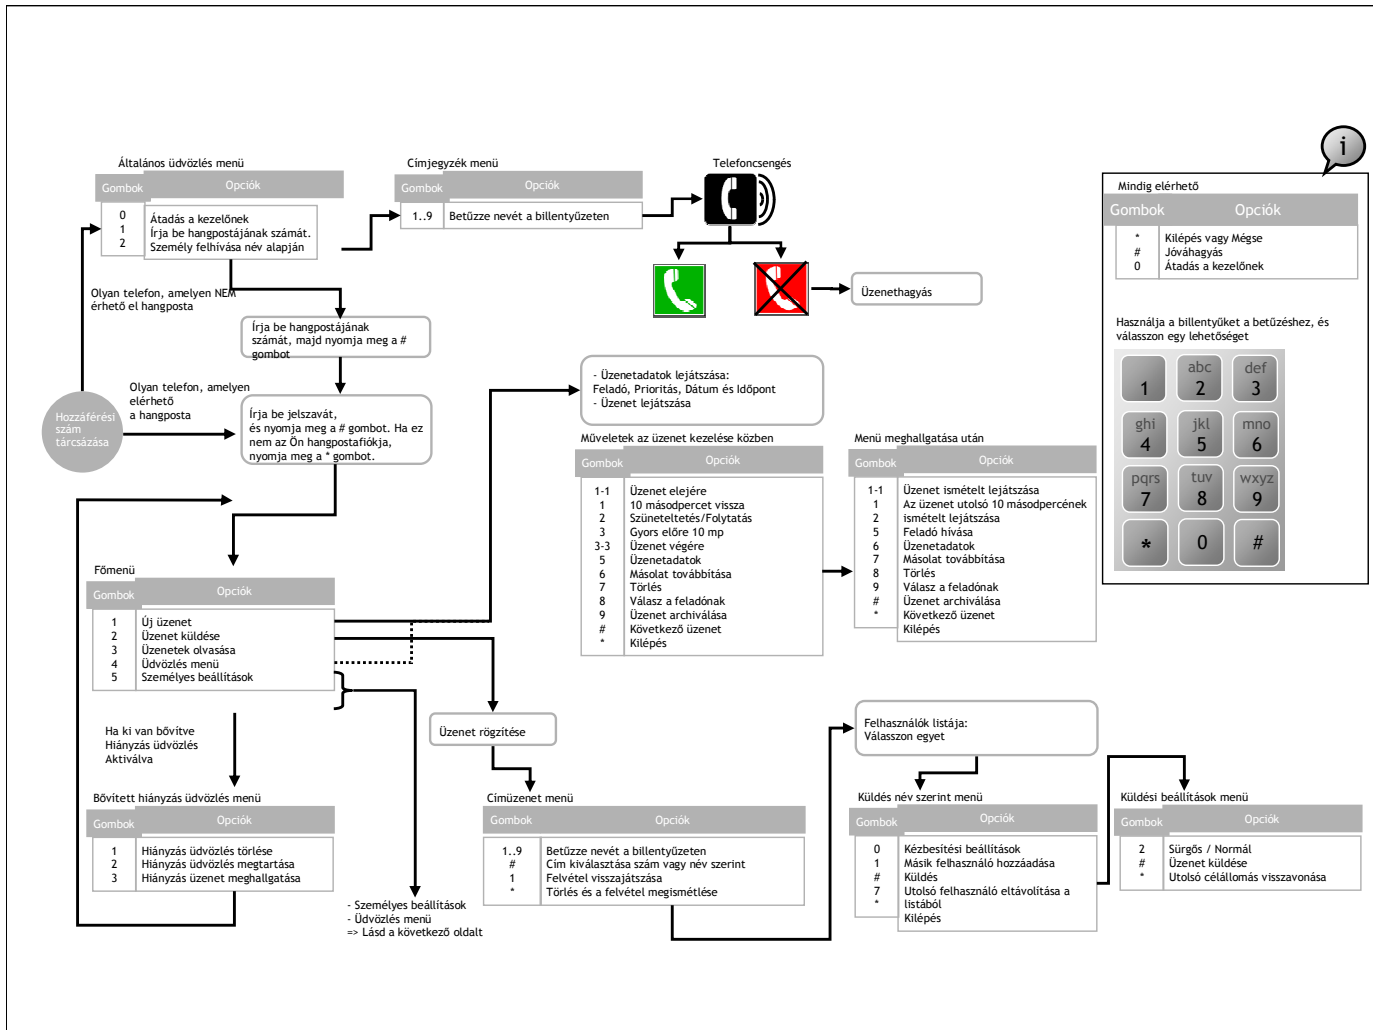 i
Általános üdvözlés menü
Gombok Opciók
0 Átadás a kezelőnek
1 Írja be hangpostájának számát.
2 Személy felhívása név alapján
Címjegyzék menü
Gombok Opciók
1..9 Betűzze nevét a billentyűzeten
Telefoncsengés
Üzenethagyás
Mindig elérhető
Gombok Opciók
* Kilépés vagy Mégse
# Jóváhagyás
0 Átadás a kezelőnek
Használja a billentyűket a betűzéshez, és
válasszon egy lehetőséget
1
abc
2
def
3
ghi
4
jkl
5
mno
6
pqrs
7
tuv
8
wxyz
9
*
0
#
Olyan telefon, amelyen NEM
érhető el hangposta
Írja be hangpostájának
számát, majd nyomja meg a #
gombot
Hozzáférési
szám
tárcsázása
Olyan telefon, amelyen
elérhető
a hangposta
Írja be jelszavát,
és nyomja meg a # gombot. Ha ez
nem az Ön hangpostafiókja,
nyomja meg a * gombot.
- Üzenetadatok lejátszása:
Feladó, Prioritás, Dátum és Időpont
- Üzenet lejátszása
Műveletek az üzenet kezelése közben
Gombok Opciók
1-1 Üzenet elejére
1 10 másodpercet vissza
2 Szüneteltetés/Folytatás
3 Gyors előre 10 mp
3-3 Üzenet végére
5 Üzenetadatok
6 Másolat továbbítása
7 Törlés
8 Válasz a feladónak
9 Üzenet archiválása
# Következő üzenet
* Kilépés
Menü meghallgatása után
Gombok Opciók
1-1 Üzenet ismételt lejátszása
1 Az üzenet utolsó 10 másodpercének
2 ismételt lejátszása
5 Feladó hívása
6 Üzenetadatok
7 Másolat továbbítása
8 Törlés
9 Válasz a feladónak
# Üzenet archiválása
* Következő üzenet
Kilépés
Főmenü
Gombok Opciók
1 Új üzenet
2 Üzenet küldése
3 Üzenetek olvasása
4 Üdvözlés menü
5 Személyes beállítások
Ha ki van bővítve
Hiányzás üdvözlés
Aktiválva
Bővített hiányzás üdvözlés menü
Gombok Opciók
1 Hiányzás üdvözlés törlése
2 Hiányzás üdvözlés megtartása
3 Hiányzás üzenet meghallgatása
- Személyes beállítások
- Üdvözlés menü
=> Lásd a következő oldalt
Üzenet rögzítése
Címüzenet menü
Gombok Opciók
1..9 Betűzze nevét a billentyűzeten
# Cím kiválasztása szám vagy név szerint
1 Felvétel visszajátszása
* Törlés és a felvétel megismétlése
Felhasználók listája:
Válasszon egyet
Küldés név szerint menü
Gombok Opciók
0 Kézbesítési beállítások
1 Másik felhasználó hozzáadása
# Küldés
7 Utolsó felhasználó eltávolítása a
* listából
Kilépés
Küldési beállítások menü
Gombok Opciók
2 Sürgős / Normál
# Üzenet küldése
* Utolsó célállomás visszavonása